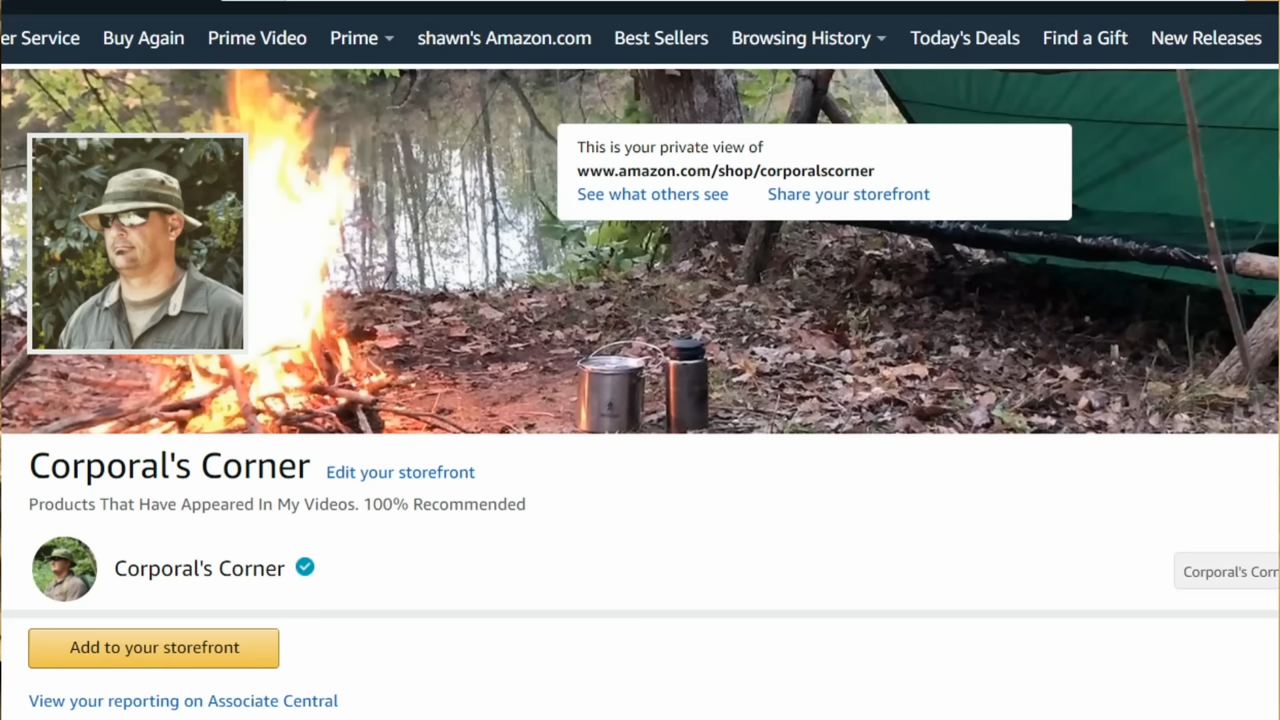 er Service Buy Again Prime Video Prime shawn's Amazon.com Best Sellers Browsing History Today's Deals Find a Gift New Releases
This is your private view of
www.amazon.com/shop/corporalscorner
See what others see Share your storefront
Corporal's Corner Edit your storefront
Products That Have Appeared In My Videos. 100% Recommended
Corporal's Corner
Corporal's Corr
Add to your storefront
View your reporting on Associate Central